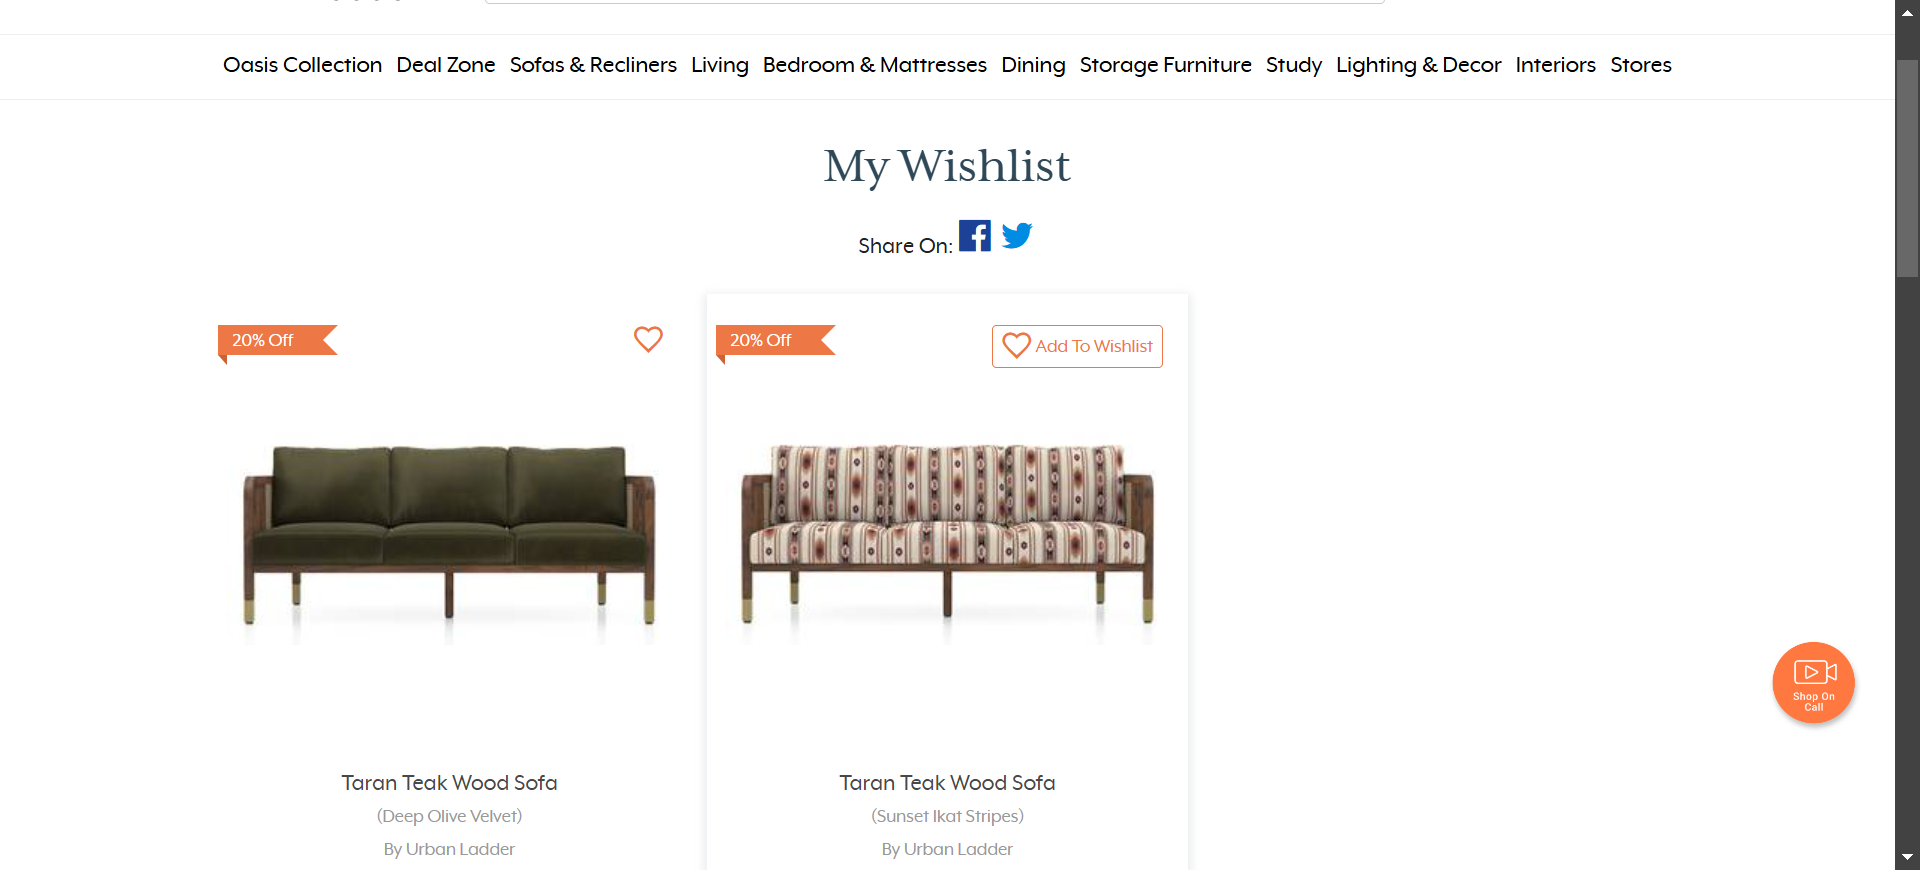 Oasis Collection Deal Zone Sofas & Recliners Living Bedroom & Mattresses Dining Storage Furniture Study Lighting & Decor Interiors Stores
My Wishlist
Share On:
20% Off
20% Off
Add To Wishlist
Shop On
Call
Taran Teak Wood Sofa
(Deep Olive Velvet)
By Urban Ladder
Taran Teak Wood Sofa
(Sunset Ikat Stripes)
By Urban Ladder